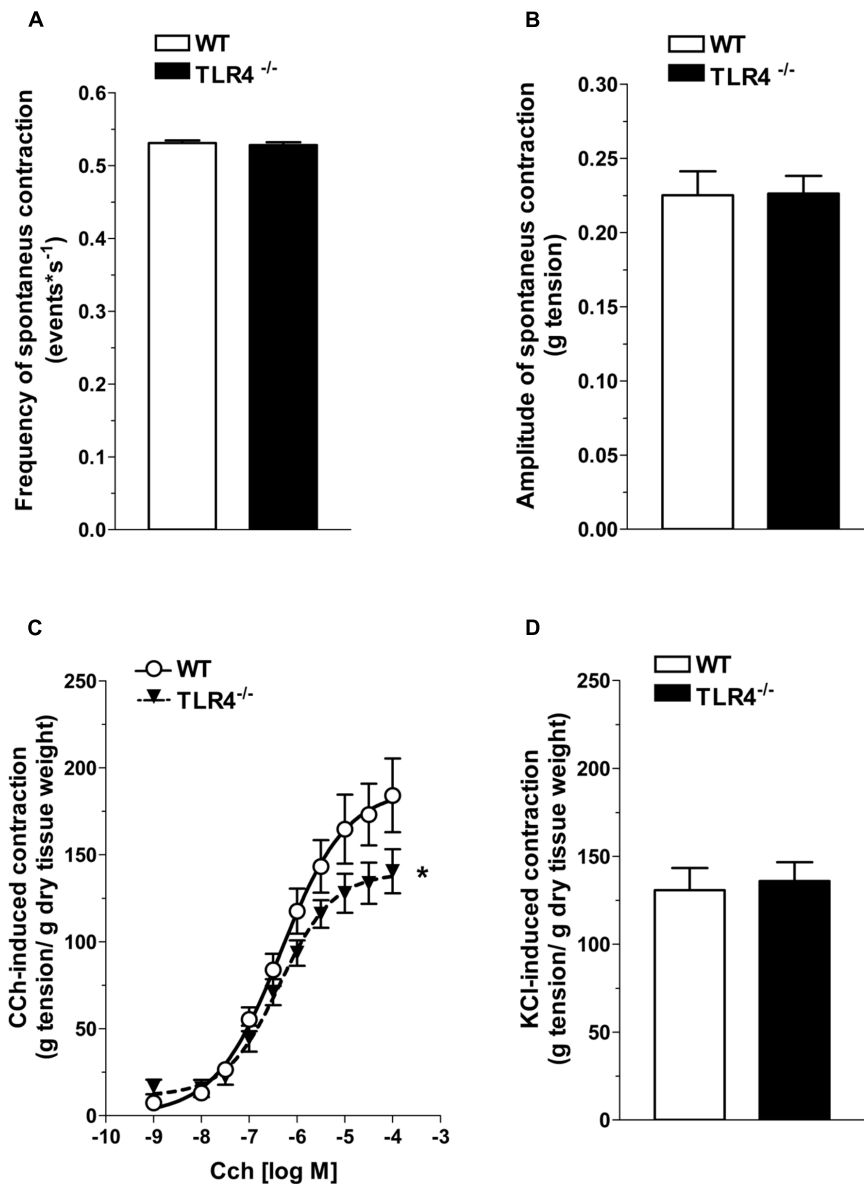 A
WT
TLR4 -/-
Frequency of spontaneus contraction
(events*s-1)
0.6
0.5
0.4
0.3
0.2
0.1
0.0
B
WT
TLR4 -/-
Amplitude of spontaneus contraction
(g tension)
0.30
0.25
0.20
0.15
0.10
0.05
0.00
C
WT
TLR4-/-
CCh-induced contraction
(g tension/ g dry tissue weight)
250
200
150
100
50
0
*
-10 -9 -8 -7 -6 -5 -4 -3
Cch [log M]
D
WT
TLR4-/-
KCl-induced contraction
(g tension/ g dry tissue weight)
250
200
150
100
50
0